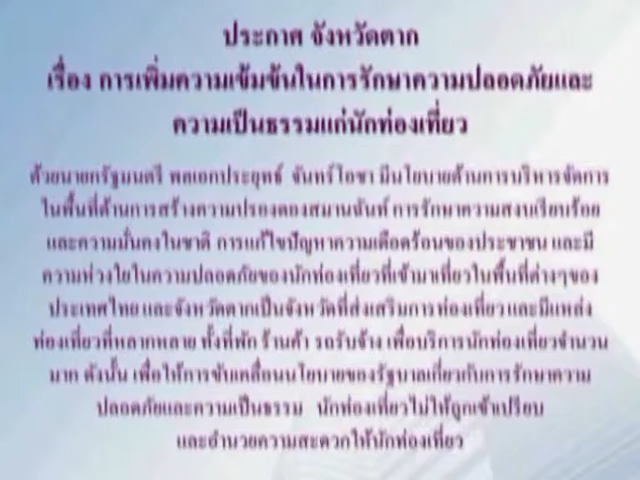 ประกาศ จังหวัดตาก
เรื่อง การเพิ่มความเข้มข้นในการรักษาความปลอดภัยและ
ความเป็นธรรมแก่นักท่องเที่ยว
ด้วยนายกรัฐมนตรี พลเอกประยุทธ์ จันทร์โอชา มีนโยบายด้านการบริหารจัดการ
ในพื้นที่ด้านการสร้างความปรองดองสมานฉันท์ การรักษาความสงบเรียบร้อย
และความมั่นคงในชาติ การแก้ไขปัญหาความเดือดร้อนของประชาชน และมี
ความห่วงใยในความปลอดภัยของนักท่องเที่ยวที่เข้ามาเที่ยวในพื้นที่ต่างๆของ
ประเทศไทย และจังหวัดตากเป็นจังหวัดที่ส่งเสริมการท่องเที่ยวและมีแหล่ง
ท่องเที่ยวที่หลากหลาย ทั้งที่พัก ร้านค้า รถรับจ้าง เพื่อบริการนักท่องเที่ยวจำนวน
มาก ดังนั้น เพื่อให้การขับเคลื่อนนโยบายของรัฐบาลเกี่ยวกับการรักษาความ
ปลอดภัยและความเป็นธรรม นักท่องเที่ยวไม่ให้ถูกเข้าเปรียบ
และอำนวยความสะดวกให้นักท่องเที่ยว